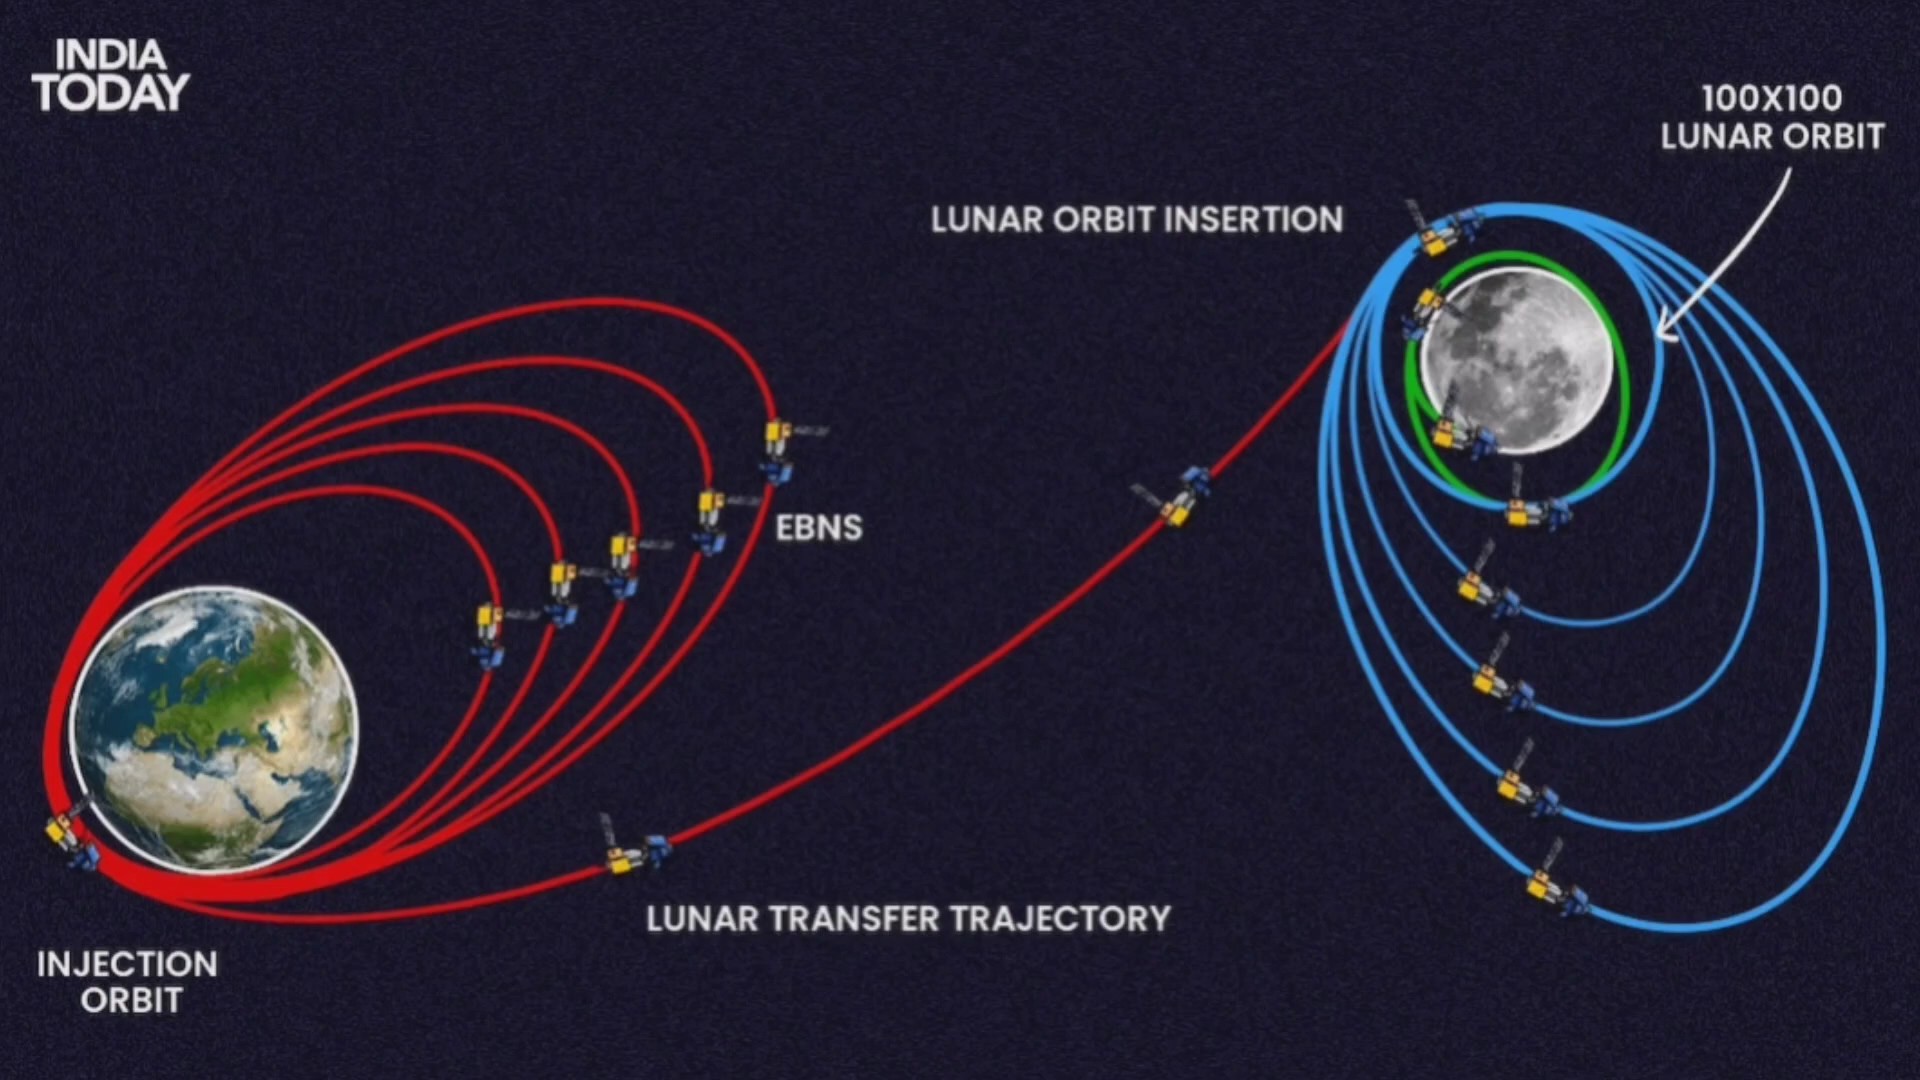 INDIA
TODAY
100X100
LUNAR ORBIT
LUNAR ORBIT INSERTION
EBNS
LUNAR TRANSFER TRAJECTORY
INJECTION
ORBIT